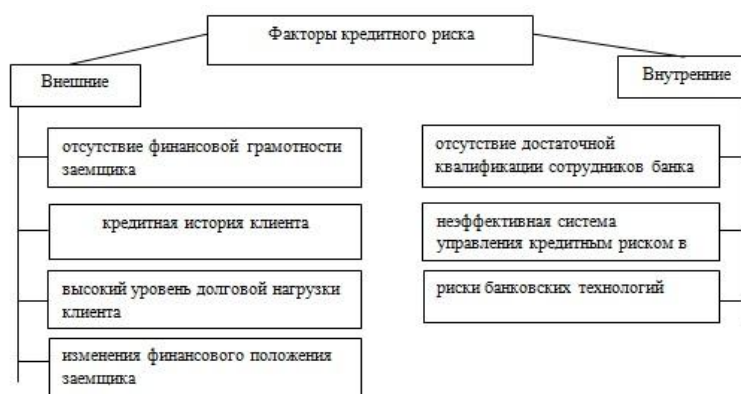 Факторы кредитного риска
Внешние
Внутренние
отсутствие финансовой грамотности
заемщика
кредитная история клиента
высокий уровень долговой нагрузки
клиента
изменения финансового положения
заемщика
отсутствие достаточной
квалификации сотрудников банка
неэффективная система
управления кредитным риском в
риски банковских технологий